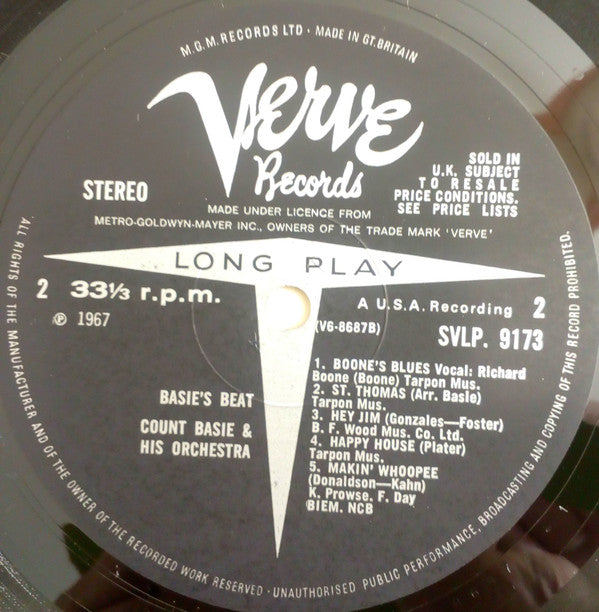 M.G.M. RECORDS LTD · MADE IN GT. BRITAIN
Verve
Records
STEREO
SOLD IN
U.K. SUBJECT
TO RESALE
PRICE CONDITIONS.
SEE PRICE LISTS
MADE UNDER LICENCE FROM
METRO-GOLDWYN-MAYER INC., OWNERS OF THE TRADE MARK 'VERVE'
LONG PLAY
2 33⅓ r.p.m.
℗ 1967
A U.S.A. Recording 2
(V6-8687B)
SVLP. 9173
BASIE'S BEAT
COUNT BASIE &
HIS ORCHESTRA
1. BOONE'S BLUES Vocal: Richard
Boone (Boone) Tarpon Mus.
2. ST. THOMAS (Arr. Basie)
Tarpon Mus.
3. HEY JIM (Gonzales—Foster)
B. F. Wood Mus. Co. Ltd.
4. HAPPY HOUSE (Plater)
Tarpon Mus.
5. MAKIN' WHOOPEE
(Donaldson—Kahn)
K. Prowse, F. Day
BIEM, NCB
ALL RIGHTS OF THE MANUFACTURER AND OF THE OWNER OF THE RECORDED WORK RESERVED · UNAUTHORISED PUBLIC PERFORMANCE, BROADCASTING AND COPYING OF THIS RECORD PROHIBITED.